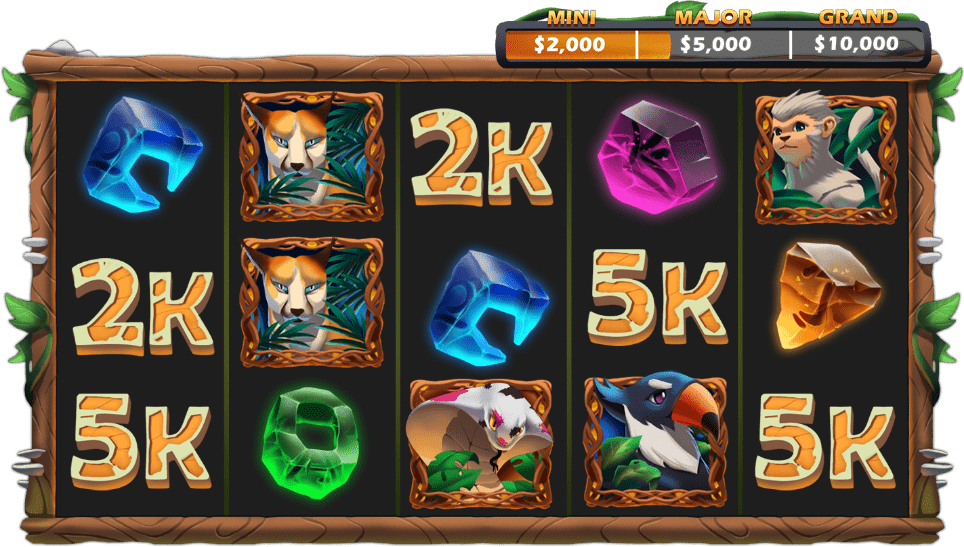 MINI MAJOR GRAND
$2,000 $5,000 $10,000
2K
2K 5K
5K 5K